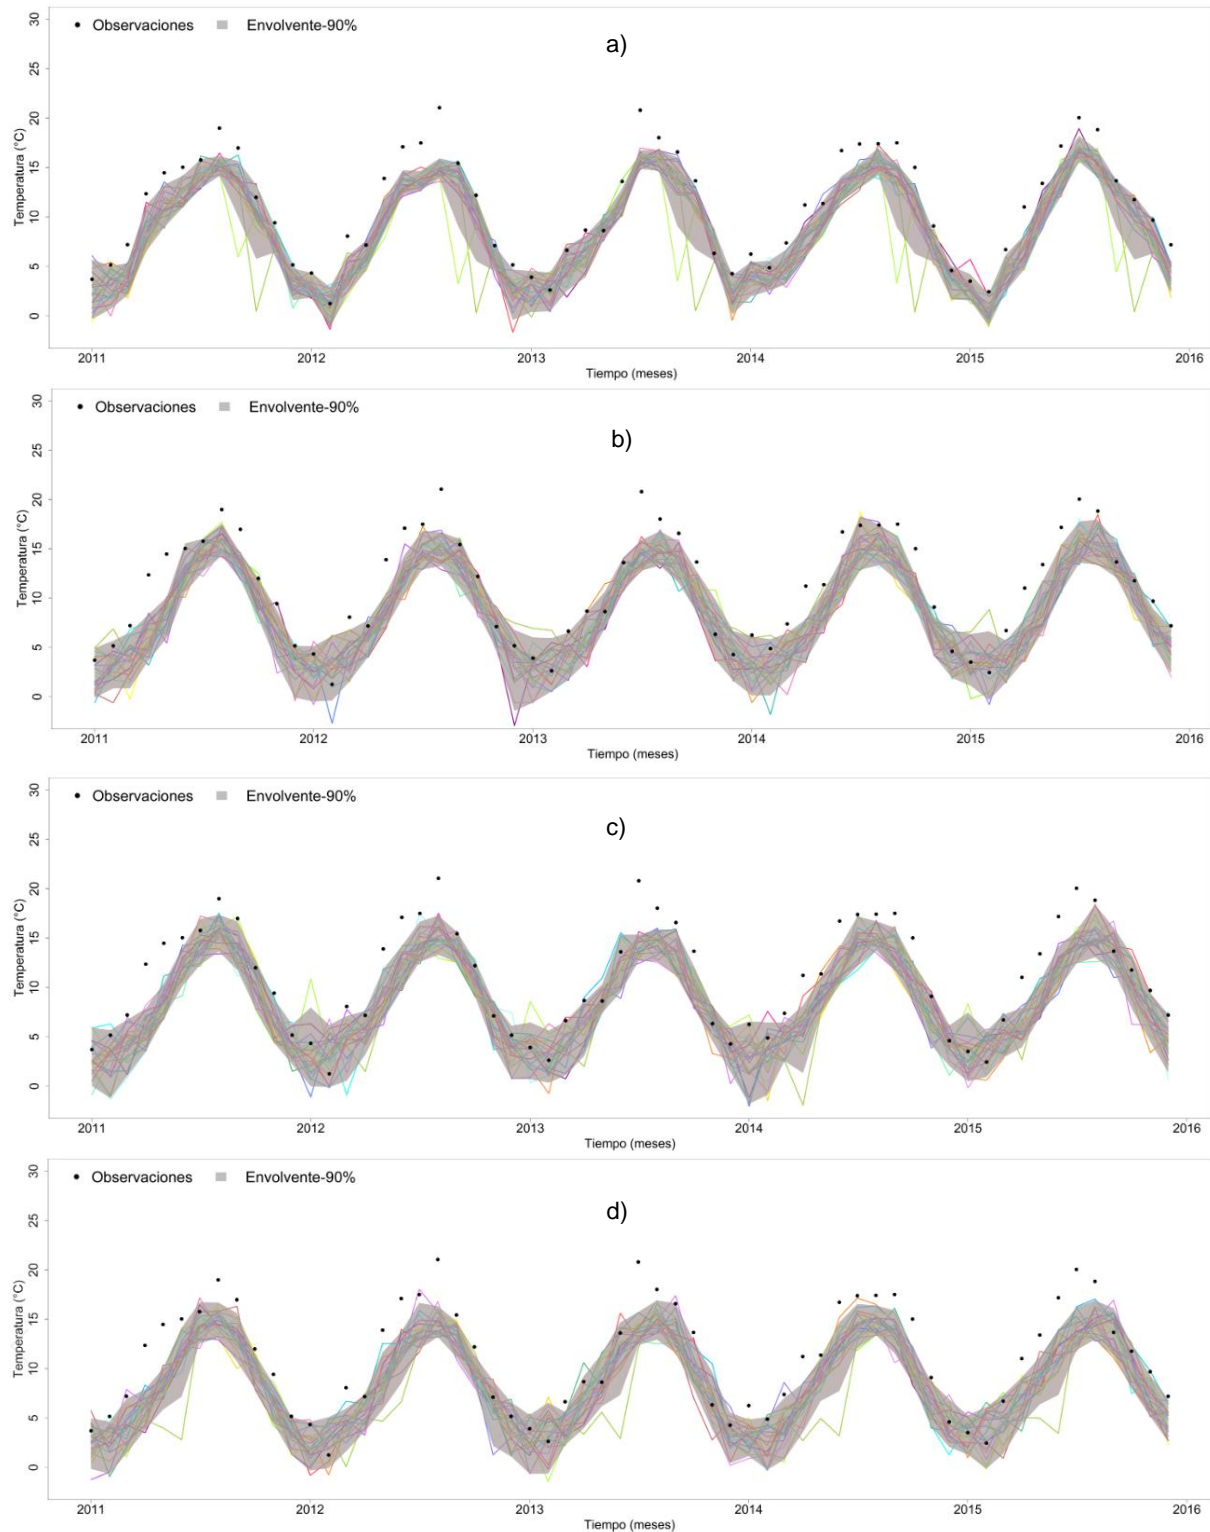 ● Observaciones ■ Envolvente-90%
a)
Temperatura (°C)
30
25
20
15
10
5
0
2011 2012 2013 2014 2015 2016
Tiempo (meses)
● Observaciones ■ Envolvente-90%
b)
Temperatura (°C)
30
25
20
15
10
5
0
2011 2012 2013 2014 2015 2016
Tiempo (meses)
● Observaciones ■ Envolvente-90%
c)
Temperatura (°C)
30
25
20
15
10
5
0
2011 2012 2013 2014 2015 2016
Tiempo (meses)
● Observaciones ■ Envolvente-90%
d)
Temperatura (°C)
30
25
20
15
10
5
0
2011 2012 2013 2014 2015 2016
Tiempo (meses)